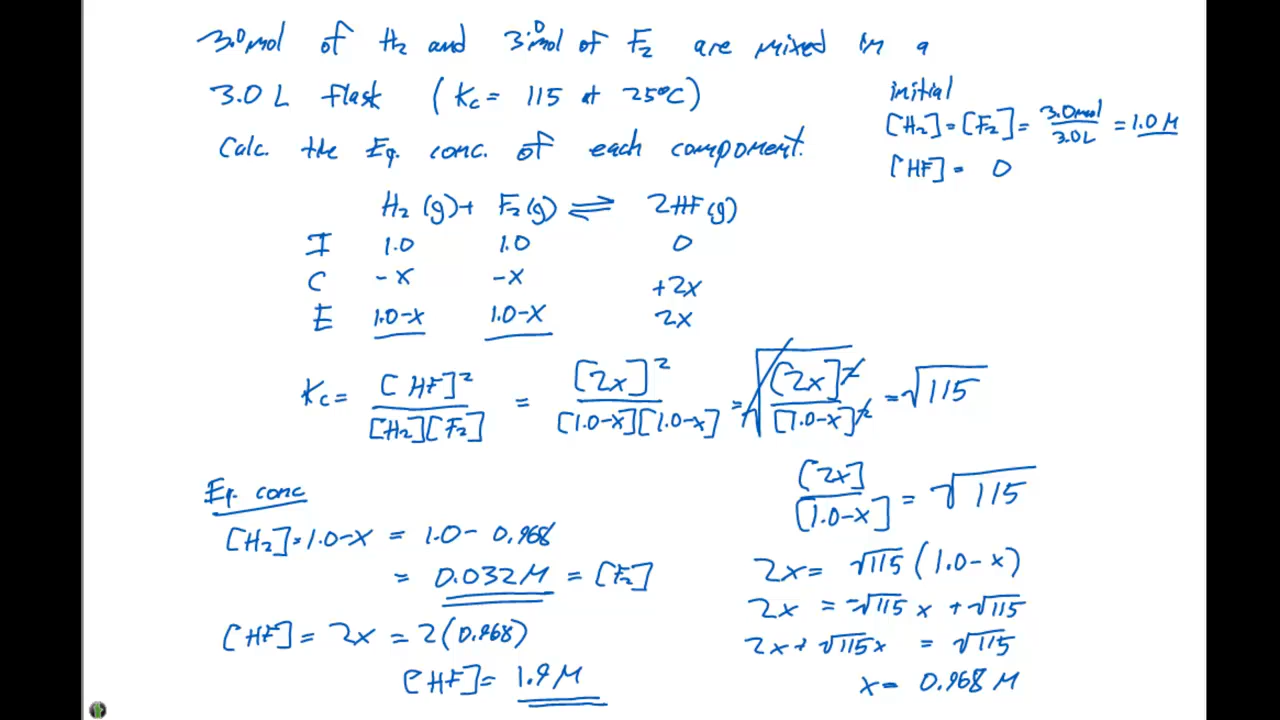 3.0 mol of H₂ and 3.0 mol of F₂ are mixed in a
3.0 L flask (Kc = 115 at 25°C)
Calc. the Eq. conc. of each component.
initial
[H₂] = [F₂] = 3.0 mol / 3.0 L = 1.0 M
[HF] = 0
H₂ (g) + F₂ (g) ⇌ 2HF (g)
I 1.0 1.0 0
C -x -x +2x
E 1.0-x 1.0-x 2x
Kc = [HF]² / [H₂][F₂] = [2x]² / [1.0-x][1.0-x] = √([2x]² / [1.0-x]²) = √115
[2x] / [1.0-x] = √115
2x = √115 (1.0-x)
2x = -√115 x + √115
2x + √115 x = √115
x = 0.968 M
Eq. conc
[H₂] = 1.0-x = 1.0 - 0.968
= 0.032 M = [F₂]
[HF] = 2x = 2(0.968)
[HF] = 1.9 M